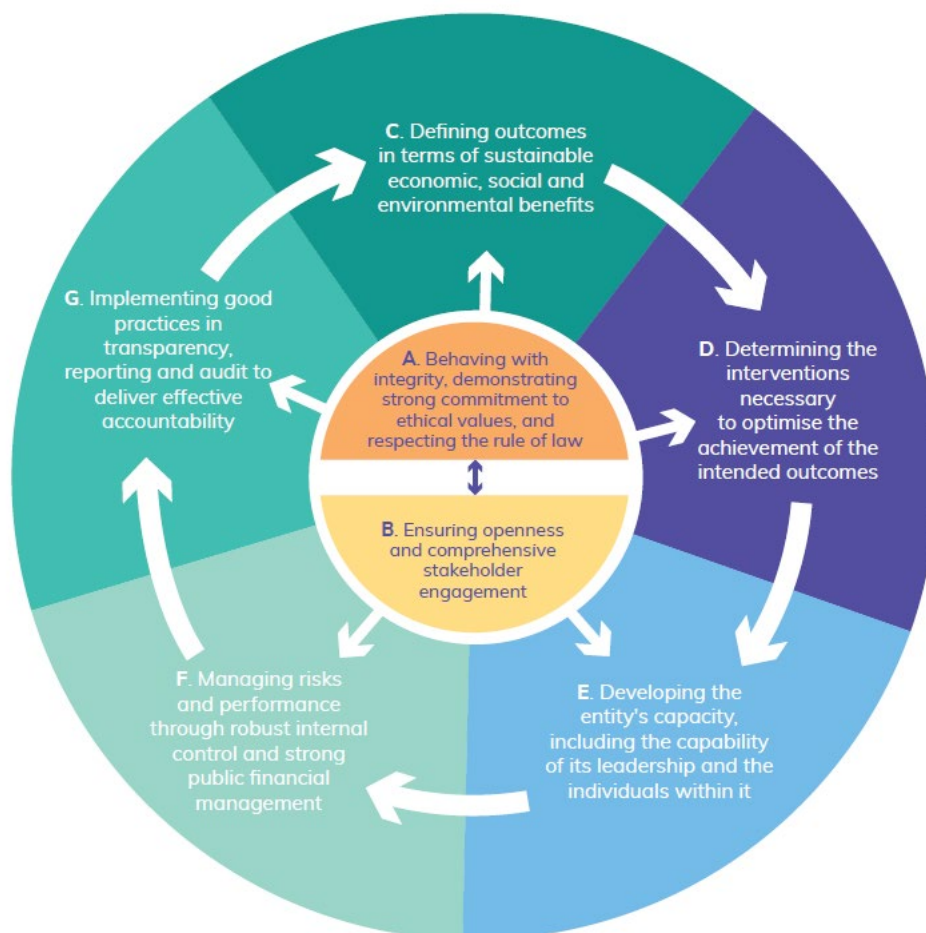 C. Defining outcomes
in terms of sustainable
economic, social and
environmental benefits
G. Implementing good
practices in
transparency,
reporting and audit to
deliver effective
accountability
A. Behaving with
integrity, demonstrating
strong commitment to
ethical values, and
respecting the rule of law
D. Determining the
interventions
necessary
to optimise the
achievement of the
intended outcomes
B. Ensuring openness
and comprehensive
stakeholder
engagement
F. Managing risks
and performance
through robust internal
control and strong
public financial
management
E. Developing the
entity's capacity,
including the capability
of its leadership and the
individuals within it